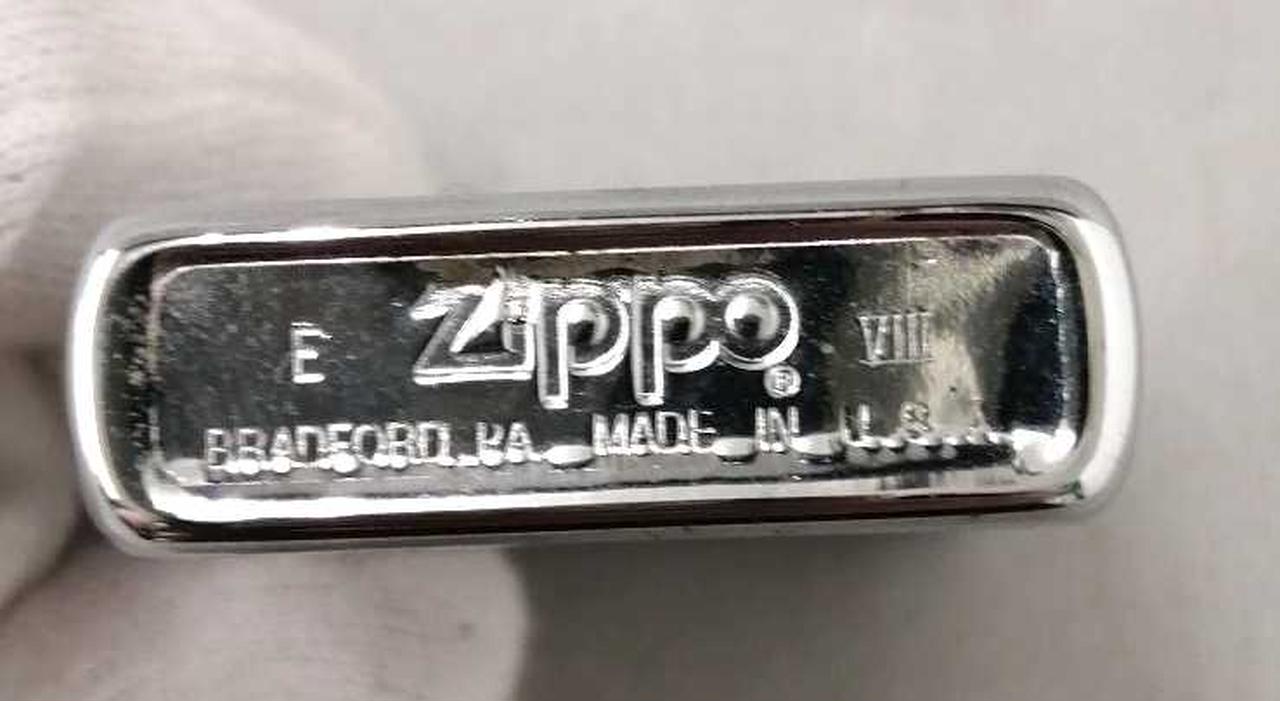 E Zippo ® VIII
BRADFORD, PA. MADE IN U.S.A.